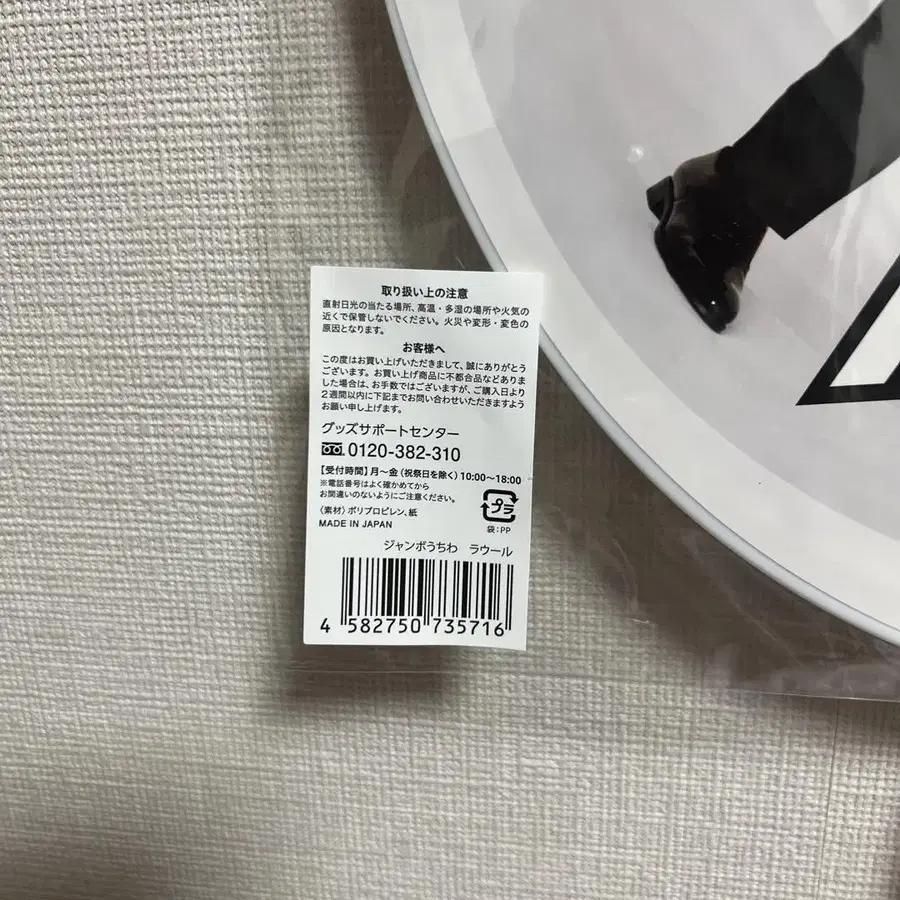 取り扱い上の注意
直射日光の当たる場所、高温・多湿の場所や火気の
近くで保管しないでください。火災や変形・変色の
原因となります。
お客様へ
この度はお買い上げいただきまして、誠にありがとう
ございます。お買い上げ商品に不都合品などありま
した場合は、お手数ではございますが、ご購入日より
2週間以内に下記までお問い合わせいただきますよう
お願い申し上げます。
グッズサポートセンター
0120-382-310
【受付時間】月〜金(祝祭日を除く)10:00〜18:00
※電話番号はよく確かめてから
お間違いのないようにご注意ください。
〈素材〉ポリプロピレン、紙
MADE IN JAPAN
プラ
袋:PP
ジャンボうちわ ラウール
4 582750 735716